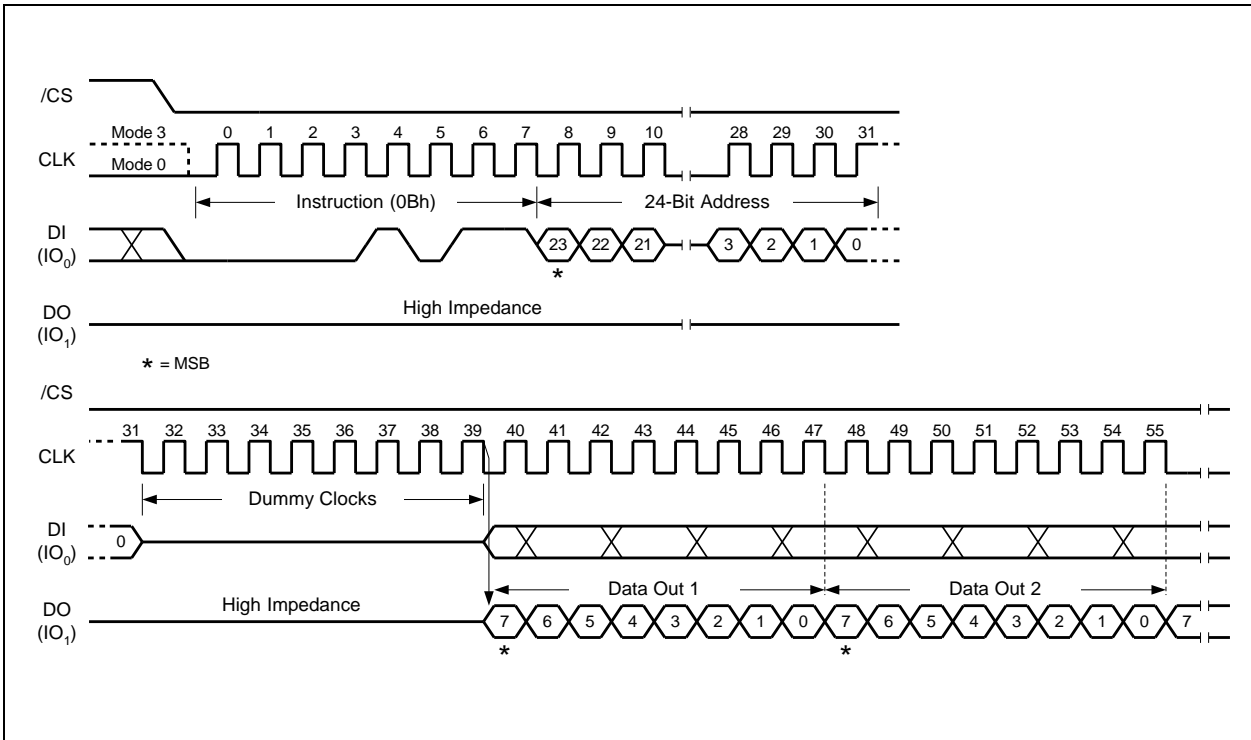 /CS
Mode 3
0 1 2 3 4 5 6 7 8 9 10 28 29 30 31
CLK
Mode 0
Instruction (0Bh) 24-Bit Address
DI
(IO0)
23 22 21 3 2 1 0
*
High Impedance
DO
(IO1)
* = MSB
/CS
31 32 33 34 35 36 37 38 39 40 41 42 43 44 45 46 47 48 49 50 51 52 53 54 55
CLK
Dummy Clocks
DI
(IO0)
0
Data Out 1 Data Out 2
High Impedance
DO
(IO1)
7 6 5 4 3 2 1 0 7 6 5 4 3 2 1 0 7
* *